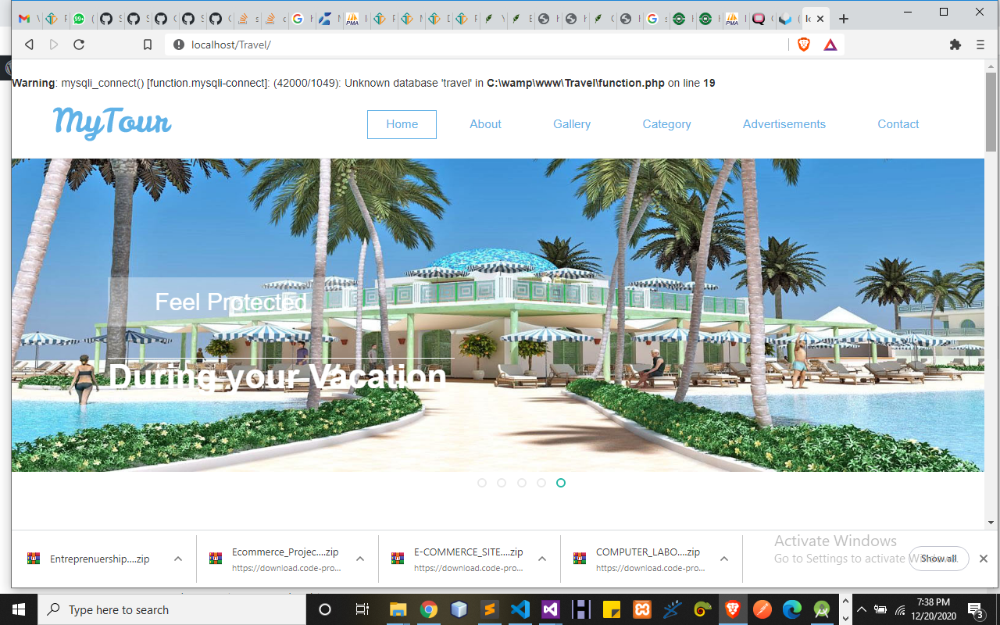 localhost/Travel/
Warning: mysqli_connect() [function.mysqli-connect]: (42000/1049): Unknown database 'travel' in C:\wamp\www\Travel\function.php on line 19
MyTour
Home
About
Gallery
Category
Advertisements
Contact
Feel Protected
During your Vacation
Entreprenuership....zip
Ecommerce_Projec....zip
https://download.code-pro...
E-COMMERCE_SITE....zip
https://download.code-pro...
COMPUTER_LABO....zip
https://download.code-pro...
Activate Windows
Go to Settings to activate Windows.
Show all
Type here to search
7:38 PM
12/20/2020
3